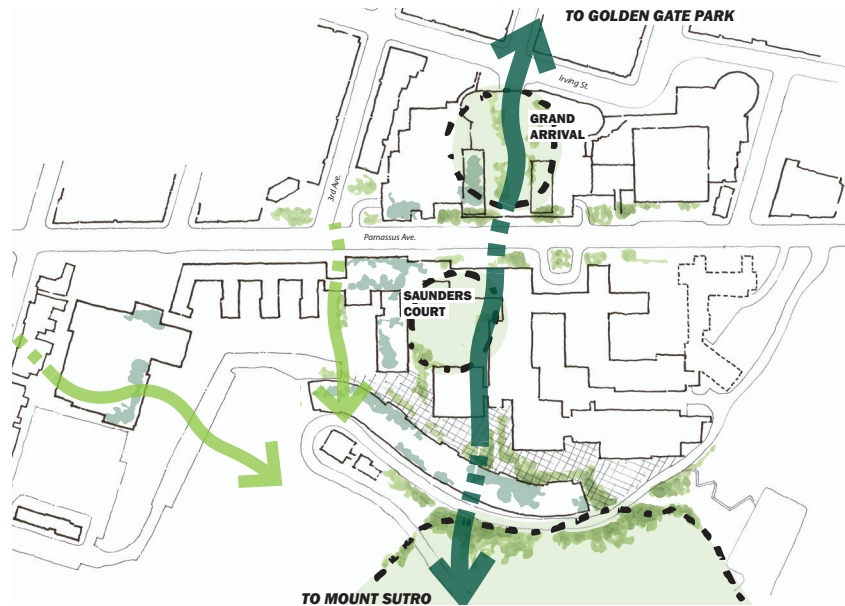 TO GOLDEN GATE PARK
Irving St.
GRAND
ARRIVAL
3rd Ave.
Parnassus Ave.
SAUNDERS
COURT
TO MOUNT SUTRO